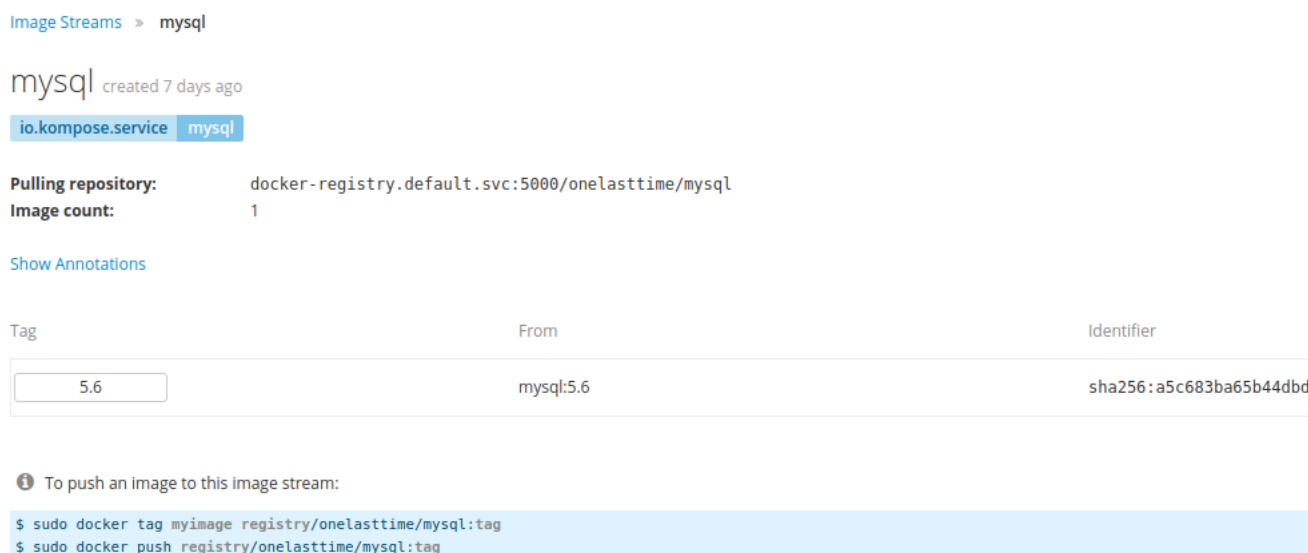 Image Streams » mysql
mysql created 7 days ago
io.kompose.service mysql
Pulling repository: docker-registry.default.svc:5000/onelasttime/mysql
Image count: 1
Show Annotations
Tag From Identifier
5.6 mysql:5.6 sha256:a5c683ba65b44dbd
To push an image to this image stream:
$ sudo docker tag myimage registry/onelasttime/mysql:tag
$ sudo docker push registry/onelasttime/mysql:tag